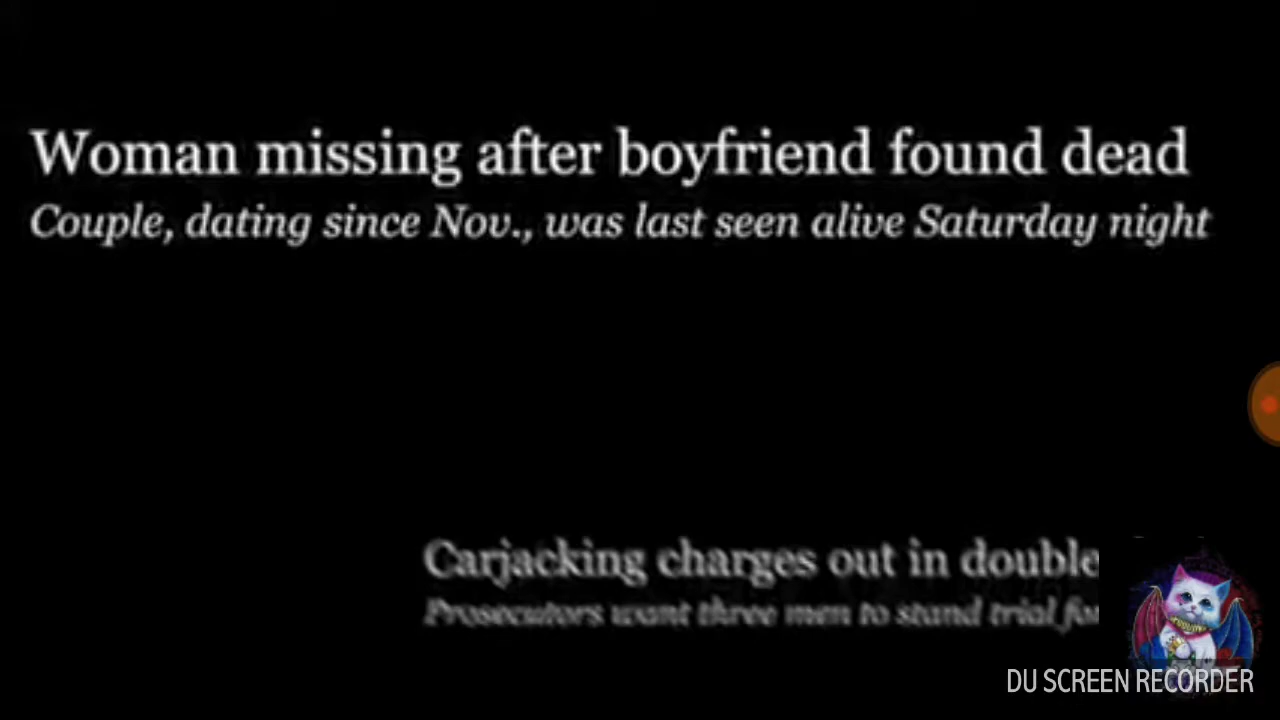 Woman missing after boyfriend found dead
Couple, dating since Nov., was last seen alive Saturday night
Carjacking charges out in double
Prosecutors want three men to stand trial
DU SCREEN RECORDER